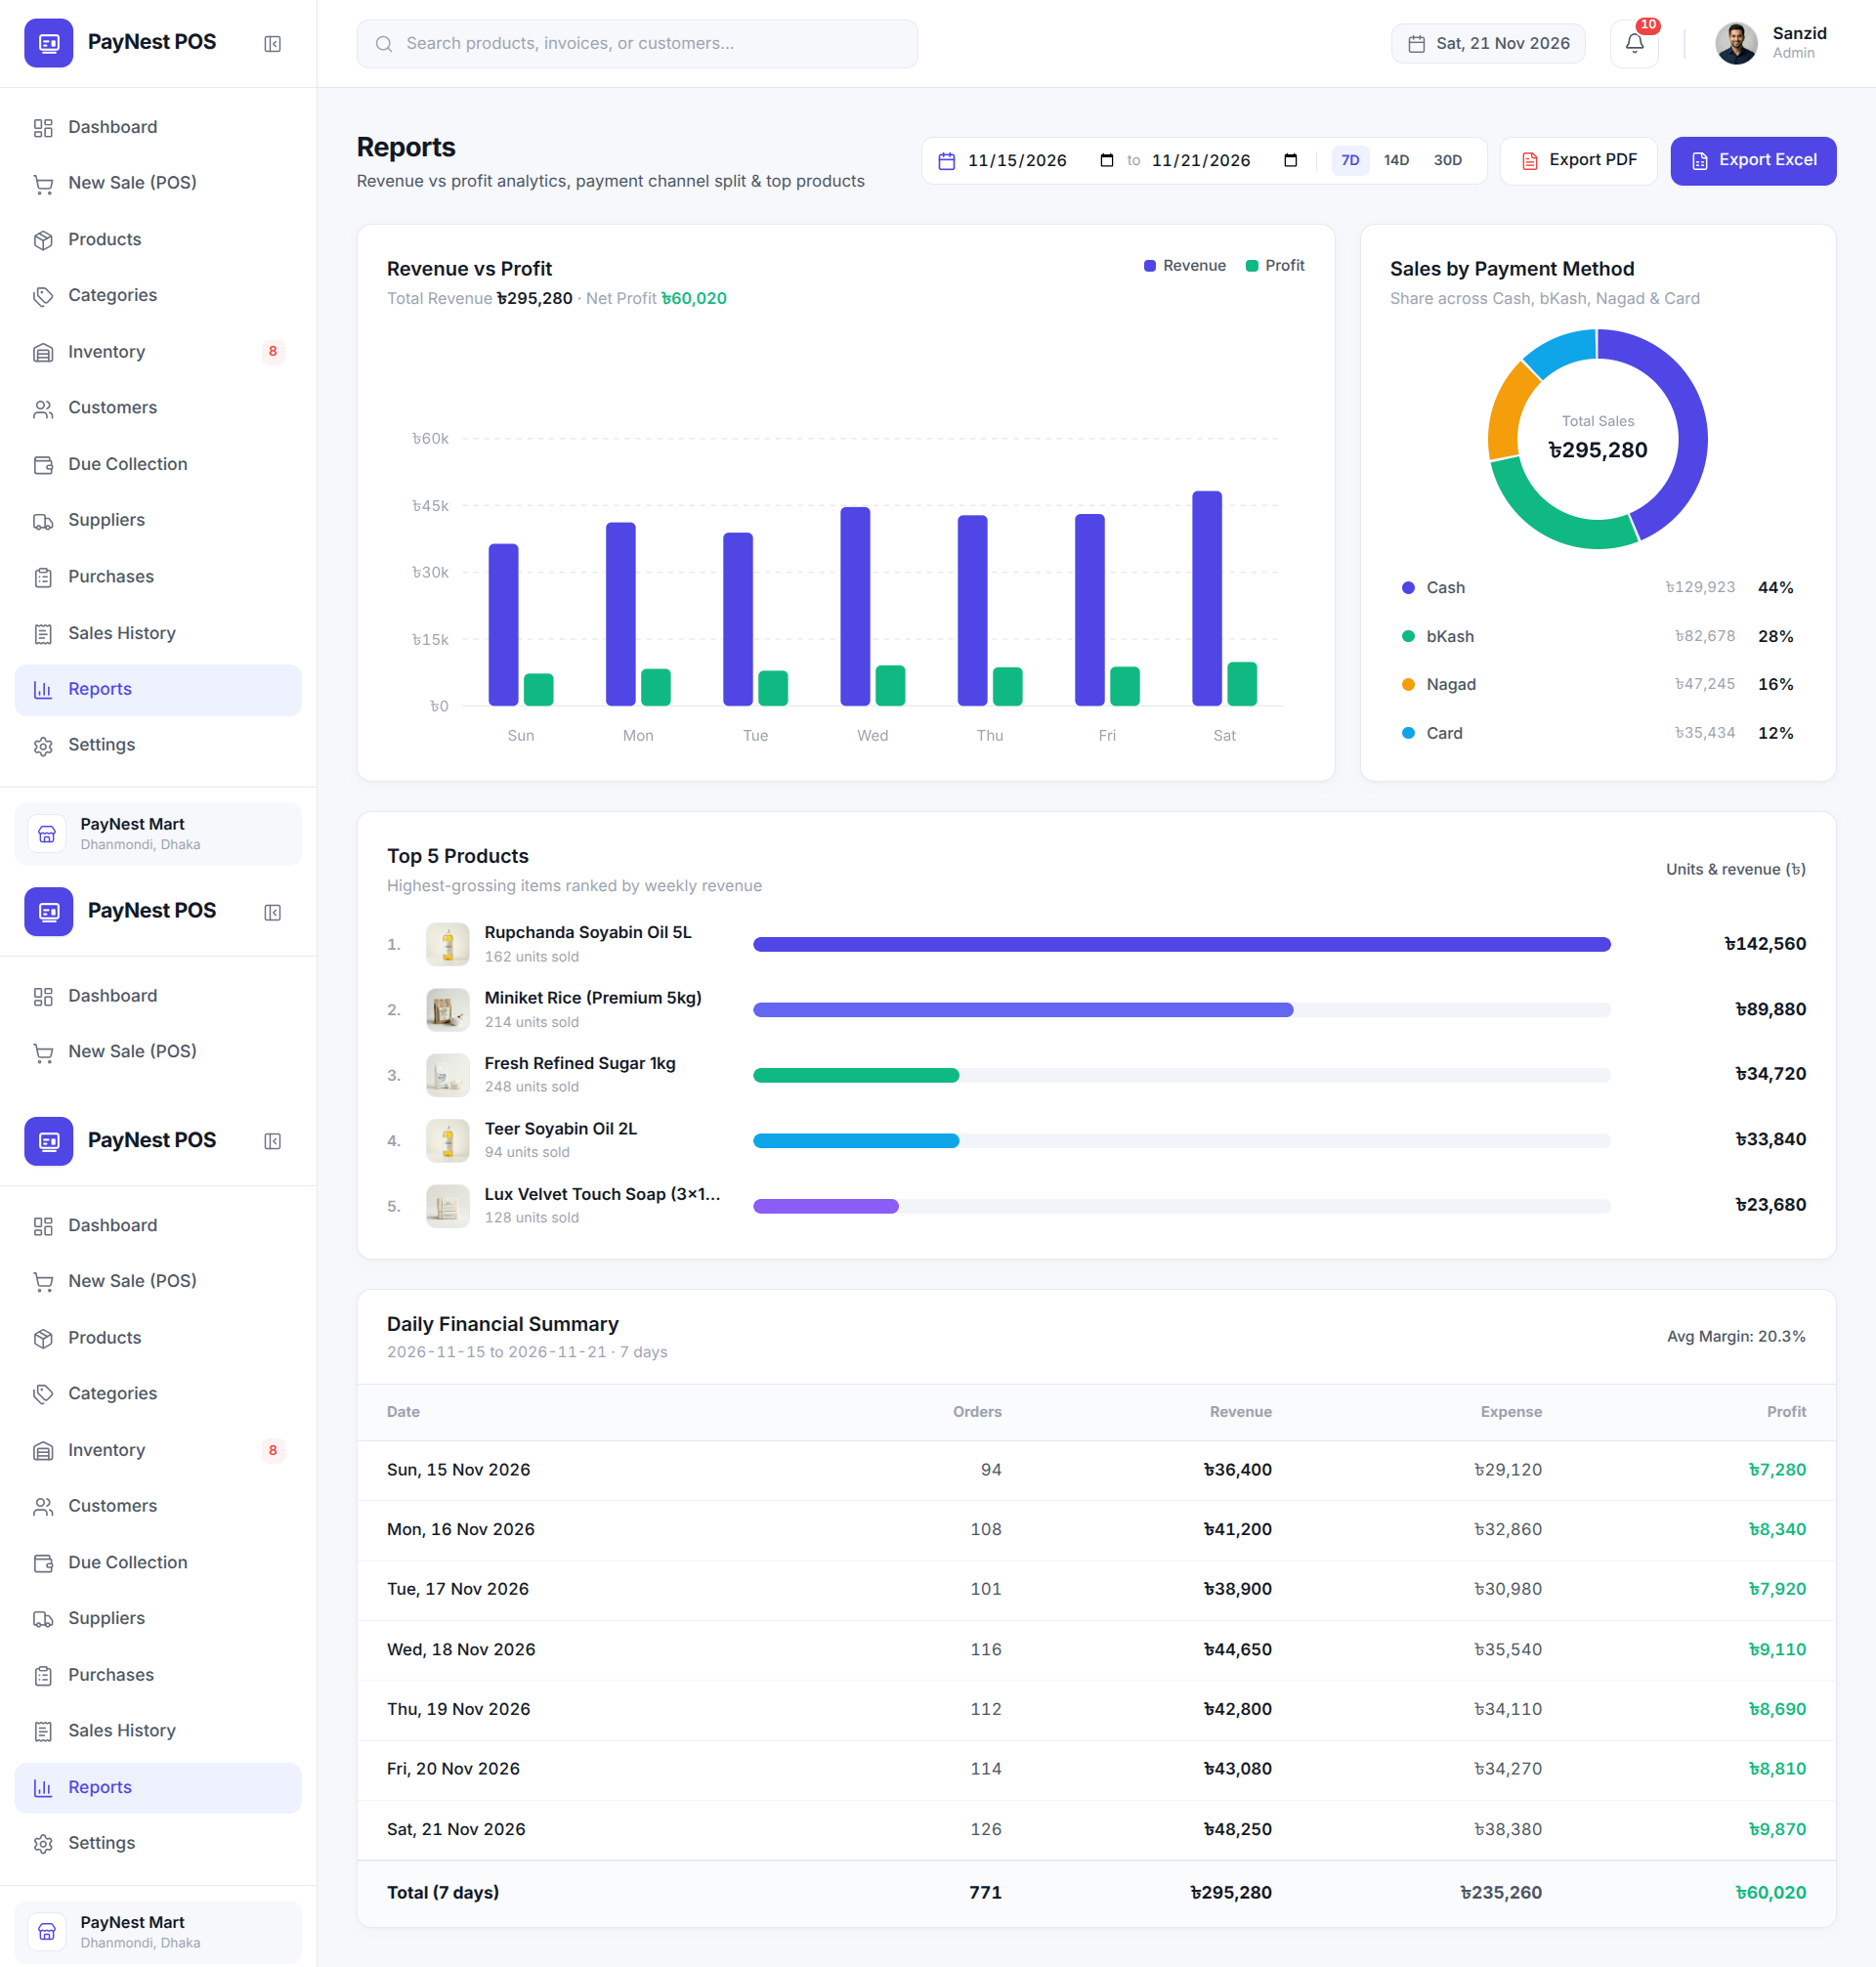 PayNest POS
Dashboard
New Sale (POS)
Products
Categories
Inventory 8
Customers
Due Collection
Suppliers
Purchases
Sales History
Reports
Settings
PayNest Mart
Dhanmondi, Dhaka
PayNest POS
Dashboard
New Sale (POS)
PayNest POS
Dashboard
New Sale (POS)
Products
Categories
Inventory 8
Customers
Due Collection
Suppliers
Purchases
Sales History
Reports
Settings
PayNest Mart
Dhanmondi, Dhaka
Search products, invoices, or customers...
Sat, 21 Nov 2026
10
Sanzid
Admin
Reports
Revenue vs profit analytics, payment channel split & top products
11/15/2026 to 11/21/2026 7D 14D 30D
Export PDF
Export Excel
Revenue vs Profit
Total Revenue ৳295,280 · Net Profit ৳60,020
Revenue Profit
৳60k
৳45k
৳30k
৳15k
৳0
Sun Mon Tue Wed Thu Fri Sat
Sales by Payment Method
Share across Cash, bKash, Nagad & Card
Total Sales
৳295,280
Cash ৳129,923 44%
bKash ৳82,678 28%
Nagad ৳47,245 16%
Card ৳35,434 12%
Top 5 Products
Highest-grossing items ranked by weekly revenue
Units & revenue (৳)
1. Rupchanda Soyabin Oil 5L
162 units sold
৳142,560
2. Miniket Rice (Premium 5kg)
214 units sold
৳89,880
3. Fresh Refined Sugar 1kg
248 units sold
৳34,720
4. Teer Soyabin Oil 2L
94 units sold
৳33,840
5. Lux Velvet Touch Soap (3×1...
128 units sold
৳23,680
Daily Financial Summary
2026-11-15 to 2026-11-21 · 7 days
Avg Margin: 20.3%
Date Orders Revenue Expense Profit
Sun, 15 Nov 2026 94 ৳36,400 ৳29,120 ৳7,280
Mon, 16 Nov 2026 108 ৳41,200 ৳32,860 ৳8,340
Tue, 17 Nov 2026 101 ৳38,900 ৳30,980 ৳7,920
Wed, 18 Nov 2026 116 ৳44,650 ৳35,540 ৳9,110
Thu, 19 Nov 2026 112 ৳42,800 ৳34,110 ৳8,690
Fri, 20 Nov 2026 114 ৳43,080 ৳34,270 ৳8,810
Sat, 21 Nov 2026 126 ৳48,250 ৳38,380 ৳9,870
Total (7 days) 771 ৳295,280 ৳235,260 ৳60,020